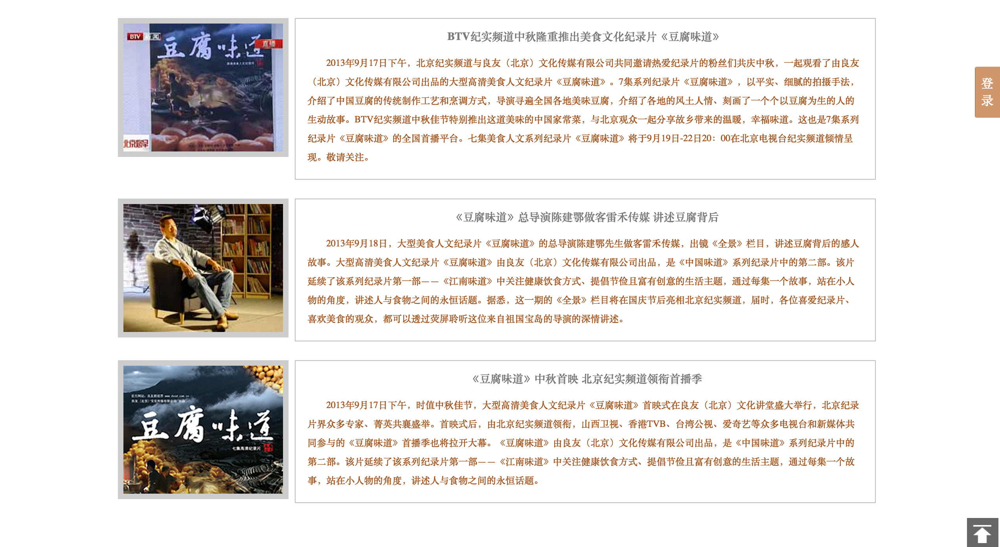 BTV 新闻
豆腐味道
直播
北京您早
BTV纪实频道中秋隆重推出美食文化纪录片《豆腐味道》
2013年9月17日下午，北京纪实频道与良友（北京）文化传媒有限公司共同邀请热爱纪录片的粉丝们共庆中秋，一起观看了由良友
（北京）文化传媒有限公司出品的大型高清美食人文纪录片《豆腐味道》。7集系列纪录片《豆腐味道》，以平实、细腻的拍摄手法，
介绍了中国豆腐的传统制作工艺和烹调方式，导演寻遍全国各地美味豆腐，介绍了各地的风土人情、刻画了一个个以豆腐为生的人的
生动故事。BTV纪实频道中秋佳节特别推出这道美味的中国家常菜，与北京观众一起分享故乡带来的温暖，幸福味道。这也是7集系列
纪录片《豆腐味道》的全国首播平台。七集美食人文系列纪录片《豆腐味道》将于9月19日-22日20：00在北京电视台纪实频道倾情呈
现。敬请关注。
登
录
《豆腐味道》总导演陈建鄂做客雷禾传媒 讲述豆腐背后
2013年9月18日，大型美食人文纪录片《豆腐味道》的总导演陈建鄂先生做客雷禾传媒，出镜《全景》栏目，讲述豆腐背后的感人
故事。大型高清美食人文纪录片《豆腐味道》由良友（北京）文化传媒有限公司出品，是《中国味道》系列纪录片中的第二部。该片
延续了该系列纪录片第一部——《江南味道》中关注健康饮食方式、提倡节俭且富有创意的生活主题，通过每集一个故事，站在小人
物的角度，讲述人与食物之间的永恒话题。据悉，这一期的《全景》栏目将在国庆节后亮相北京纪实频道，届时，各位喜爱纪录片、
喜欢美食的观众，都可以透过荧屏聆听这位来自祖国宝岛的导演的深情讲述。
豆腐味道
七集高清纪录片
《豆腐味道》中秋首映 北京纪实频道领衔首播季
2013年9月17日下午，时值中秋佳节，大型高清美食人文纪录片《豆腐味道》首映式在良友（北京）文化讲堂盛大举行，北京纪录
片界众多专家、菁英共襄盛举。首映式后，由北京纪实频道领衔，山西卫视、香港TVB、台湾公视、爱奇艺等众多电视台和新媒体共
同参与的《豆腐味道》首播季也将拉开大幕。《豆腐味道》由良友（北京）文化传媒有限公司出品，是《中国味道》系列纪录片中的
第二部。该片延续了该系列纪录片第一部——《江南味道》中关注健康饮食方式、提倡节俭且富有创意的生活主题，通过每集一个故
事，站在小人物的角度，讲述人与食物之间的永恒话题。